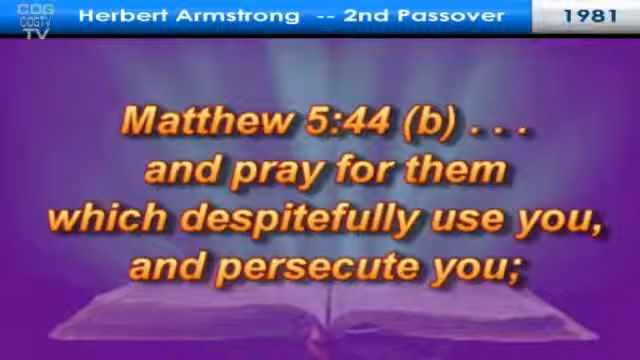 Herbert Armstrong -- 2nd Passover 1981
CDG
CDGTV
TV
Matthew 5:44 (b) . . .
and pray for them
which despitefully use you,
and persecute you;